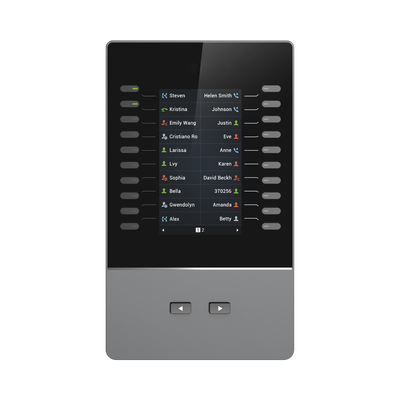 Steven Helen Smith
Kristina Johnson
Emily Wang Justin
Cristiano Ro Eve
Larissa Anne
Lvy Karen
Sophia David Beckh
Bella 370256
Gwendolyn Amanda
Alex Betty
1 2